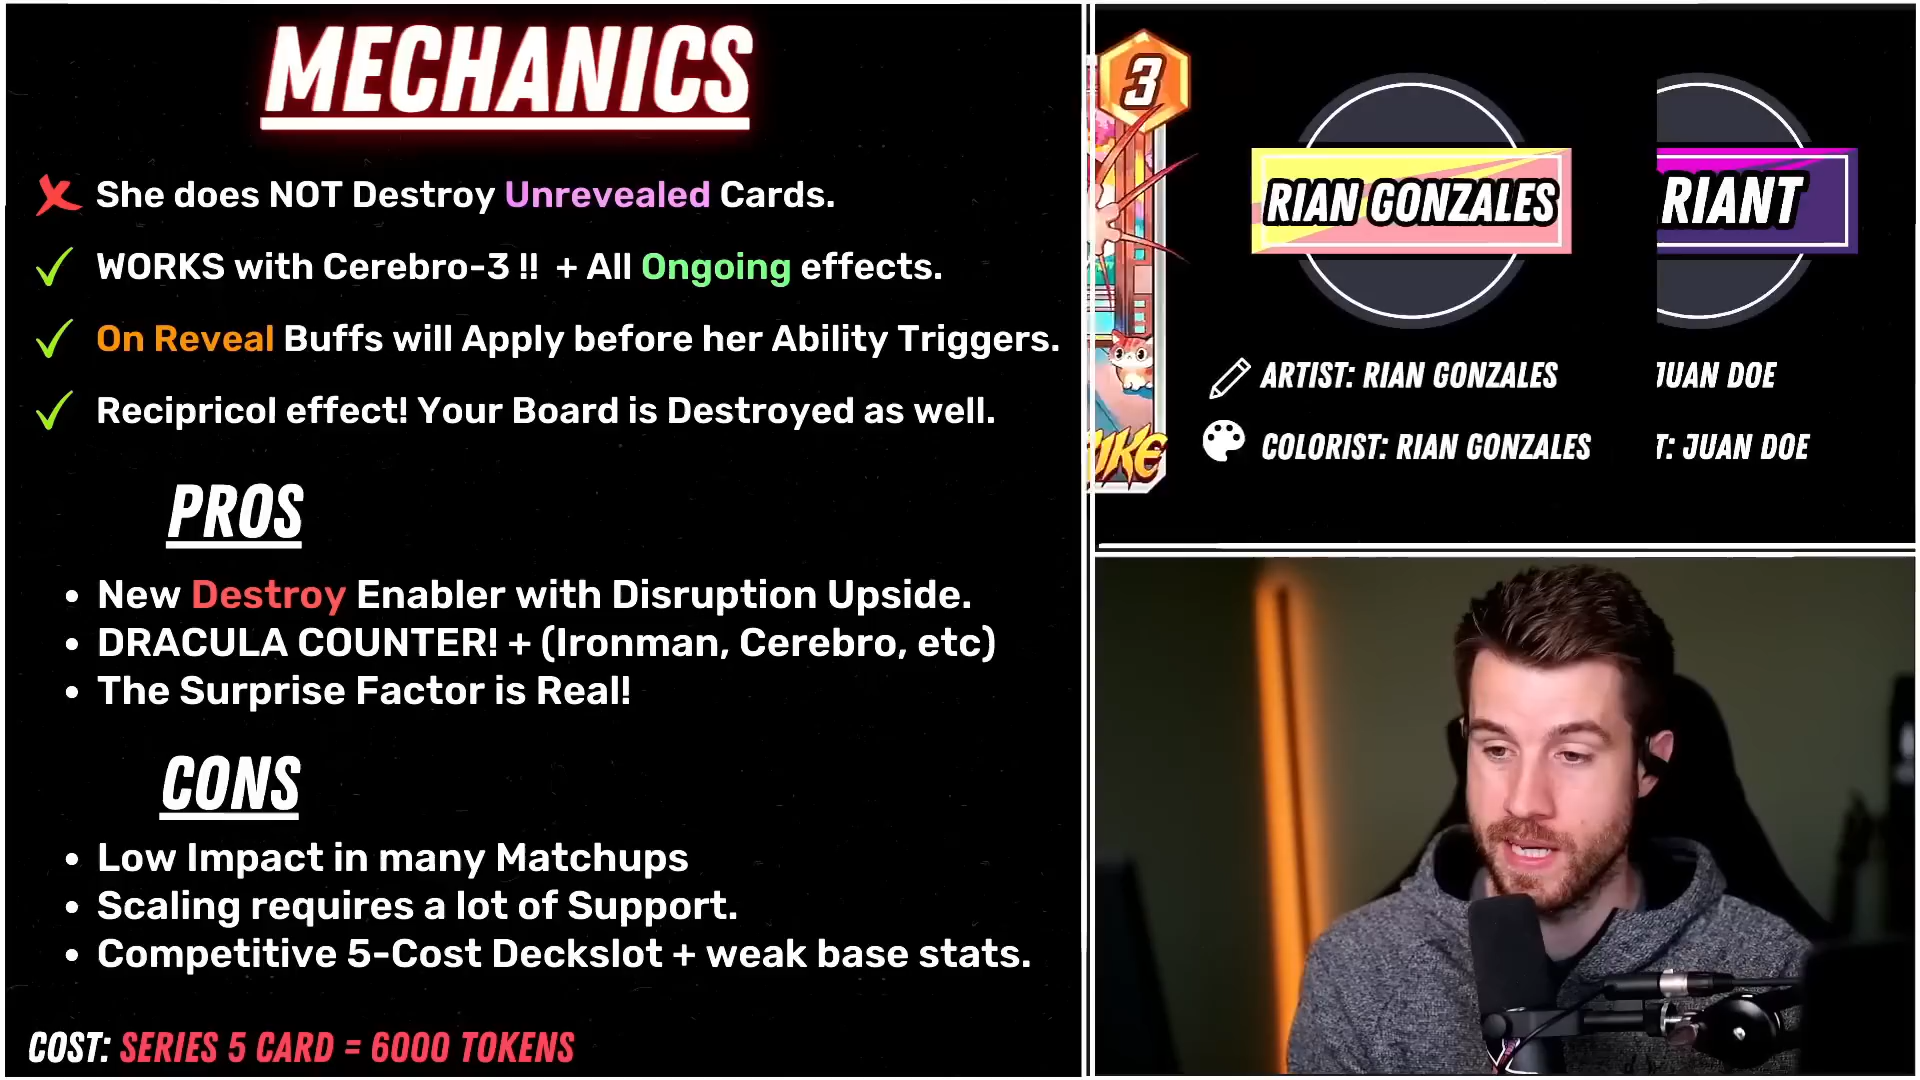 MECHANICS
She does NOT Destroy Unrevealed Cards.
WORKS with Cerebro-3 !! + All Ongoing effects.
On Reveal Buffs will Apply before her Ability Triggers.
Recipricol effect! Your Board is Destroyed as well.
PROS
• New Destroy Enabler with Disruption Upside.
• DRACULA COUNTER! + (Ironman, Cerebro, etc)
• The Surprise Factor is Real!
CONS
• Low Impact in many Matchups
• Scaling requires a lot of Support.
• Competitive 5-Cost Deckslot + weak base stats.
COST: SERIES 5 CARD = 6000 TOKENS
3
IKE
RIAN GONZALES
ARTIST: RIAN GONZALES
COLORIST: RIAN GONZALES
RIANT
JUAN DOE
T: JUAN DOE